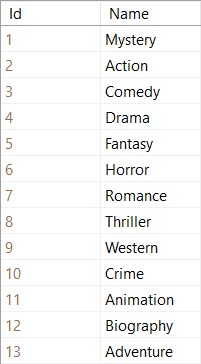 Id Name
1 Mystery
2 Action
3 Comedy
4 Drama
5 Fantasy
6 Horror
7 Romance
8 Thriller
9 Western
10 Crime
11 Animation
12 Biography
13 Adventure